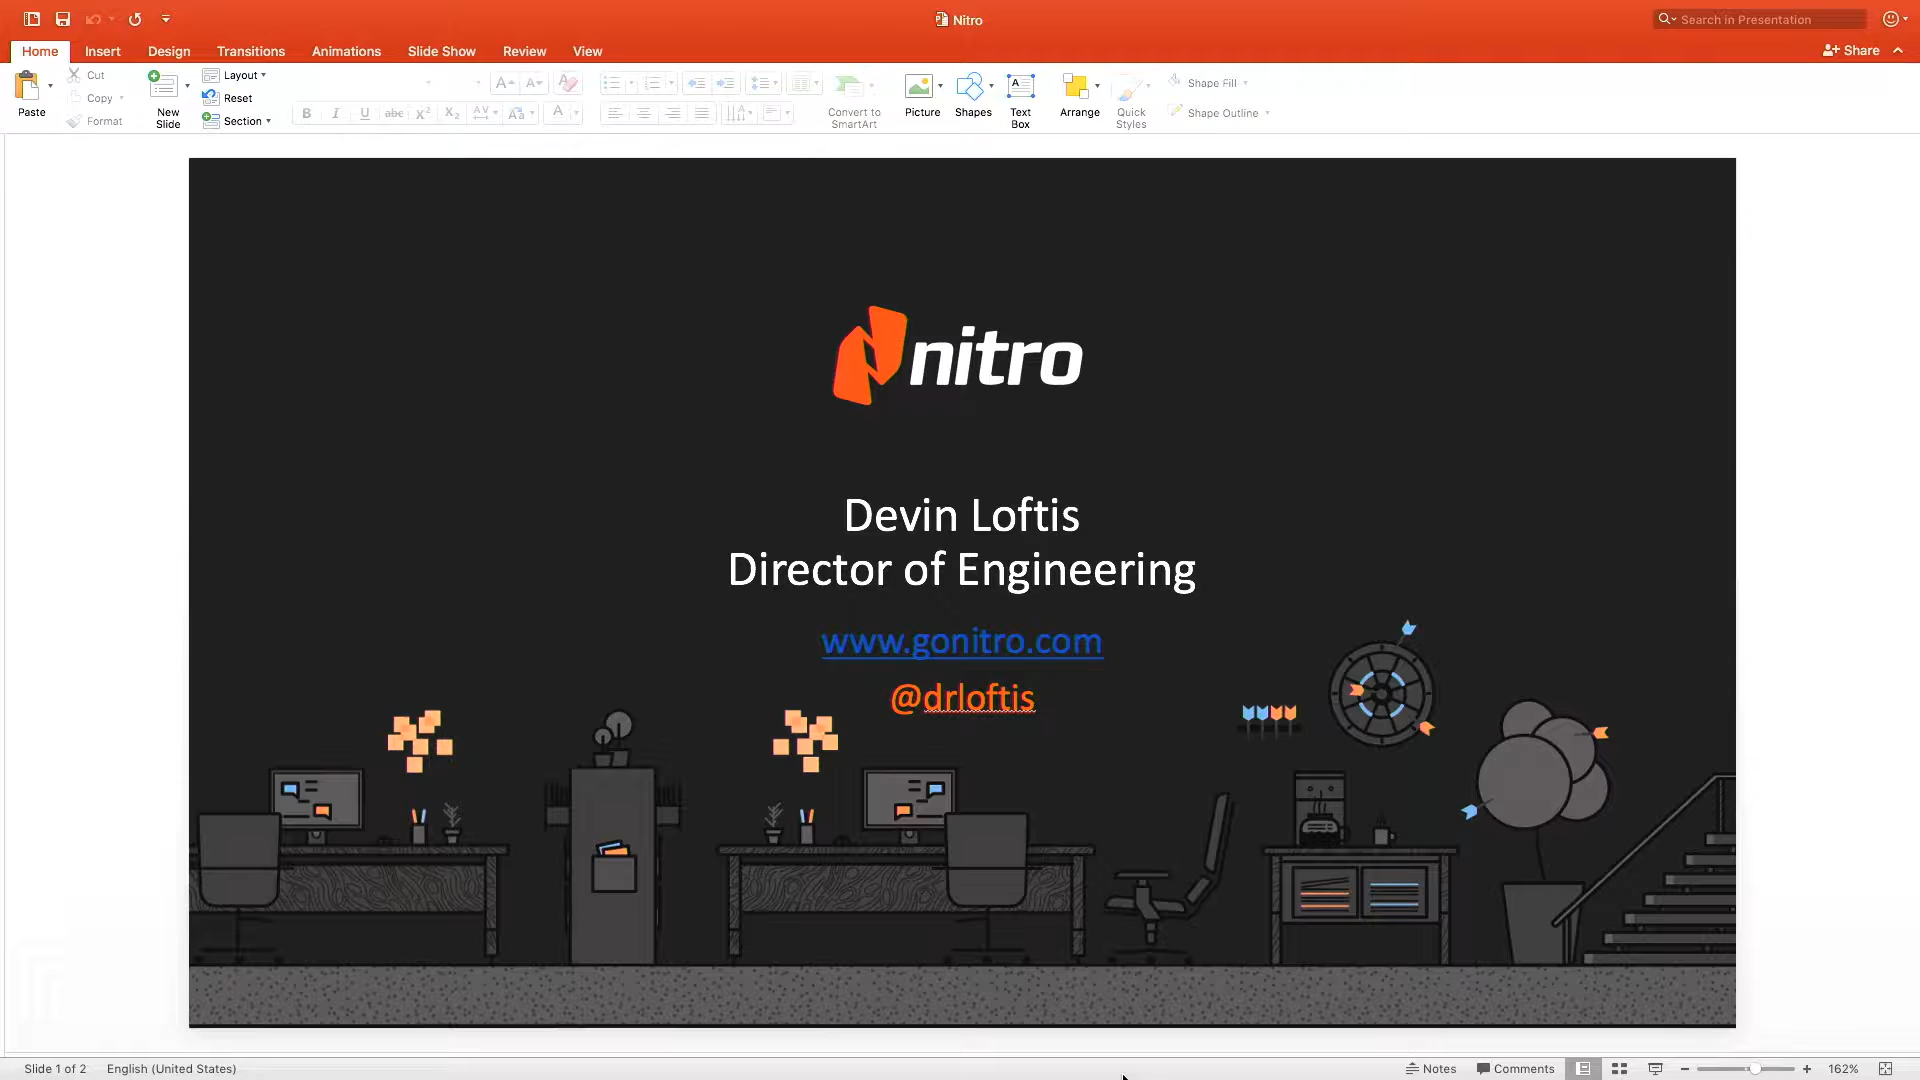 Nitro
Search in Presentation
Home
Insert
Design
Transitions
Animations
Slide Show
Review
View
Share
Paste
Cut
Copy
Format
New
Slide
Layout
Reset
Section
Convert to
SmartArt
Picture
Shapes
Text
Box
Arrange
Quick
Styles
Shape Fill
Shape Outline
nitro
Devin Loftis
Director of Engineering
www.gonitro.com
@drloftis
Slide 1 of 2
English (United States)
Notes
Comments
162%